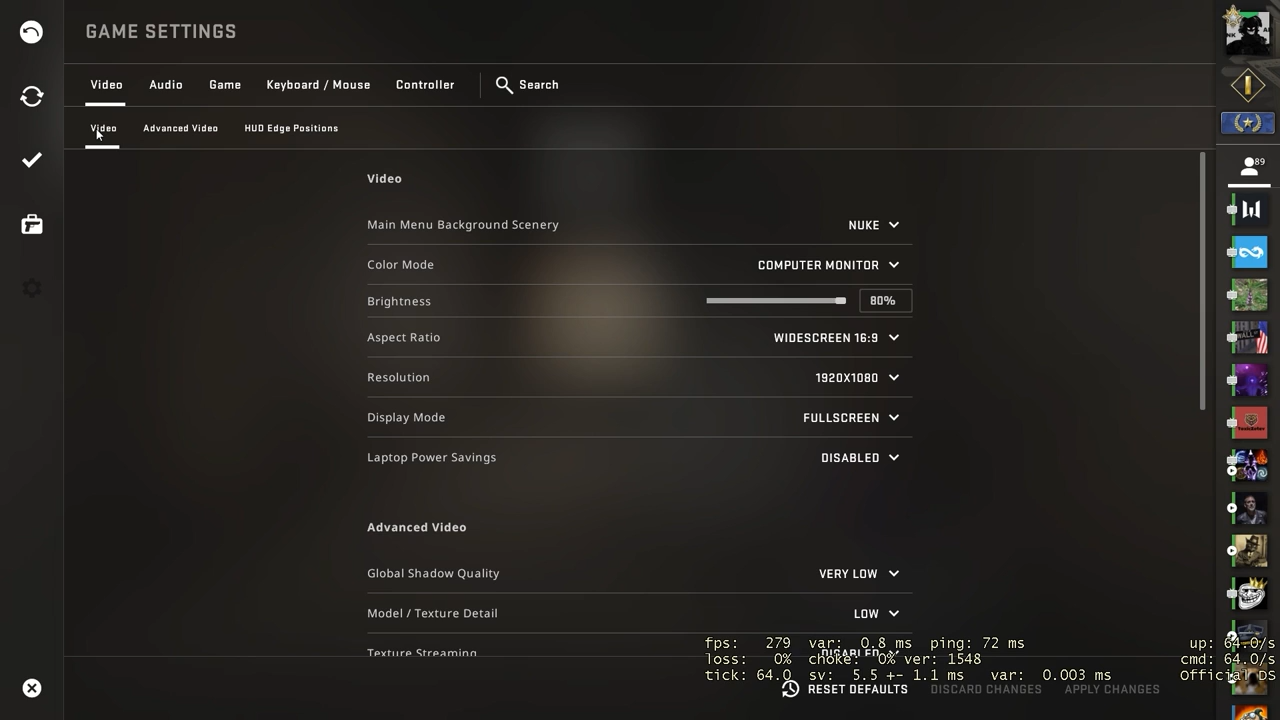 GAME SETTINGS
Video Audio Game Keyboard / Mouse Controller Search
Video Advanced Video HUD Edge Positions
89
Video
Main Menu Background Scenery NUKE
Color Mode COMPUTER MONITOR
Brightness 80%
Aspect Ratio WIDESCREEN 16:9
Resolution 1920X1080
Display Mode FULLSCREEN
Laptop Power Savings DISABLED
Advanced Video
Global Shadow Quality VERY LOW
Model / Texture Detail LOW
Texture Streaming DISABLED
fps: 279 var: 0.8 ms ping: 72 ms up: 64.0/s
loss: 0% choke: 0% ver: 1548 cmd: 64.0/s
tick: 64.0 sv: 5.5 +- 1.1 ms var: 0.003 ms Official DS
RESET DEFAULTS DISCARD CHANGES APPLY CHANGES